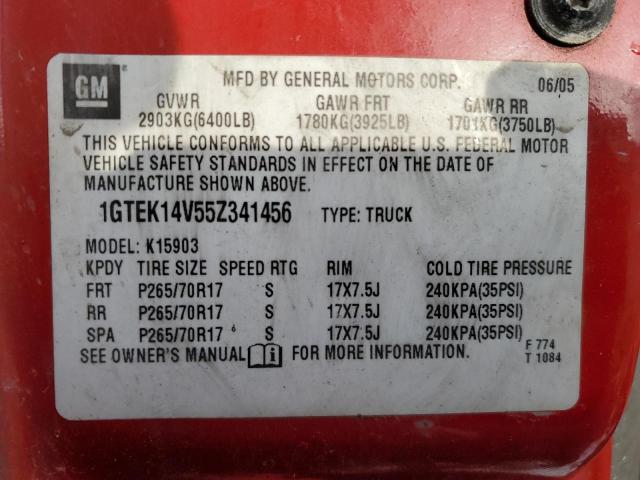 GM
MFD BY GENERAL MOTORS CORP. 06/05
GVWR GAWR FRT GAWR RR
2903KG(6400LB) 1780KG(3925LB) 1701KG(3750LB)
THIS VEHICLE CONFORMS TO ALL APPLICABLE U.S. FEDERAL MOTOR
VEHICLE SAFETY STANDARDS IN EFFECT ON THE DATE OF
MANUFACTURE SHOWN ABOVE.
1GTEK14V55Z341456 TYPE: TRUCK
MODEL: K15903
KPDY TIRE SIZE SPEED RTG RIM COLD TIRE PRESSURE
FRT P265/70R17 S 17X7.5J 240KPA(35PSI)
RR P265/70R17 S 17X7.5J 240KPA(35PSI)
SPA P265/70R17 S 17X7.5J 240KPA(35PSI)
SEE OWNER'S MANUAL FOR MORE INFORMATION. F 774
T 1084